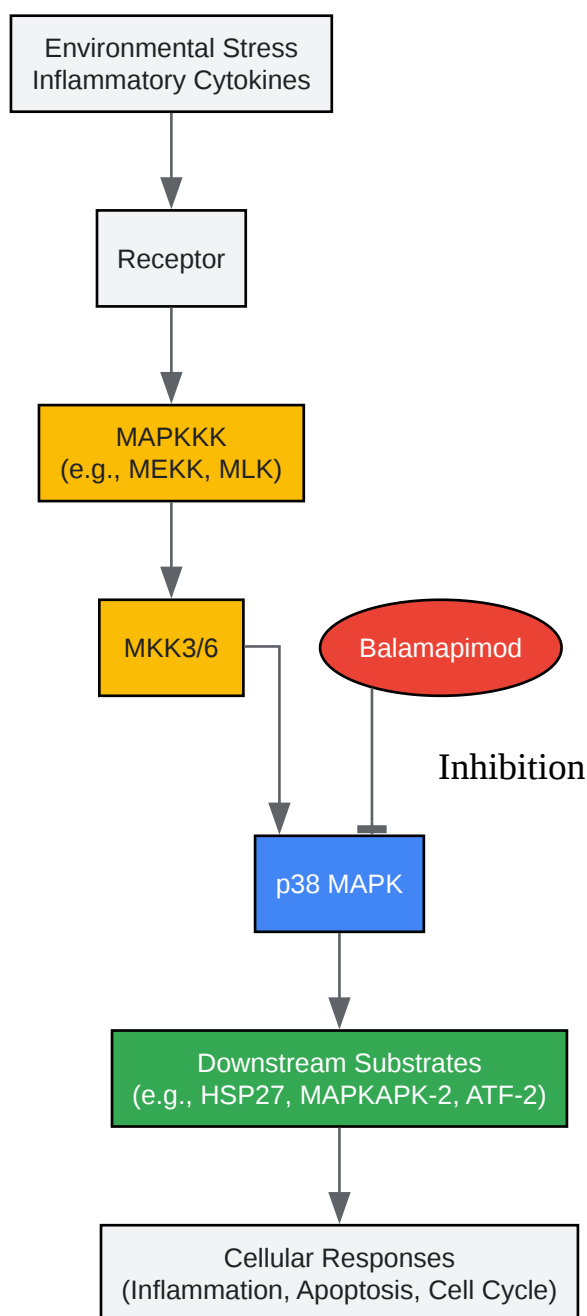 Environmental Stress
Inflammatory Cytokines
Receptor
MAPKKK
(e.g., MEKK, MLK)
MKK3/6
Balamapimod
Inhibition
p38 MAPK
Downstream Substrates
(e.g., HSP27, MAPKAPK-2, ATF-2)
Cellular Responses
(Inflammation, Apoptosis, Cell Cycle)